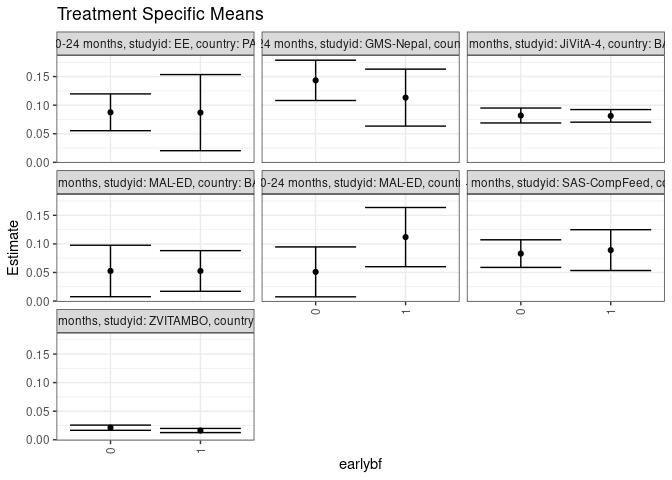 Treatment Specific Means
0-24 months, studyid: EE, country: PA
24 months, studyid: GMS-Nepal, coun
months, studyid: JiVitA-4, country: BA
0.15
0.10
0.05
0.00
months, studyid: MAL-ED, country: BA
0-24 months, studyid: MAL-ED, countr
months, studyid: SAS-CompFeed, co
0.15
0.10
0.05
0.00
0
1
0
1
months, studyid: ZVITAMBO, country
0.15
0.10
0.05
0.00
0
1
Estimate
earlybf